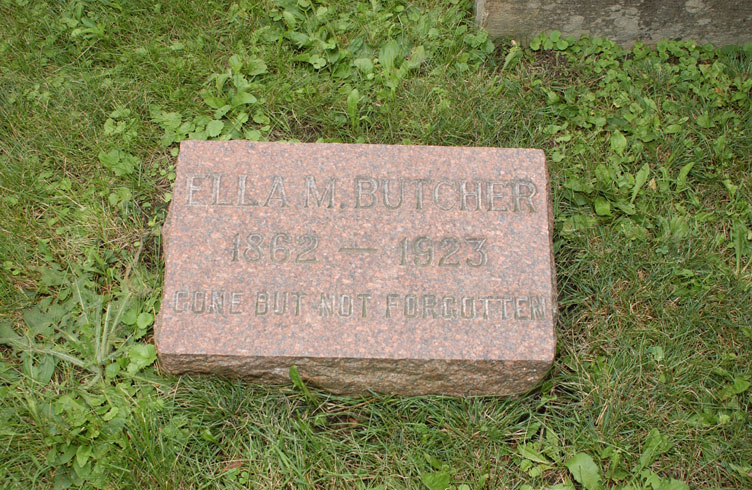 ELLA M. BUTCHER
1862 — 1923
GONE BUT NOT FORGOTTEN